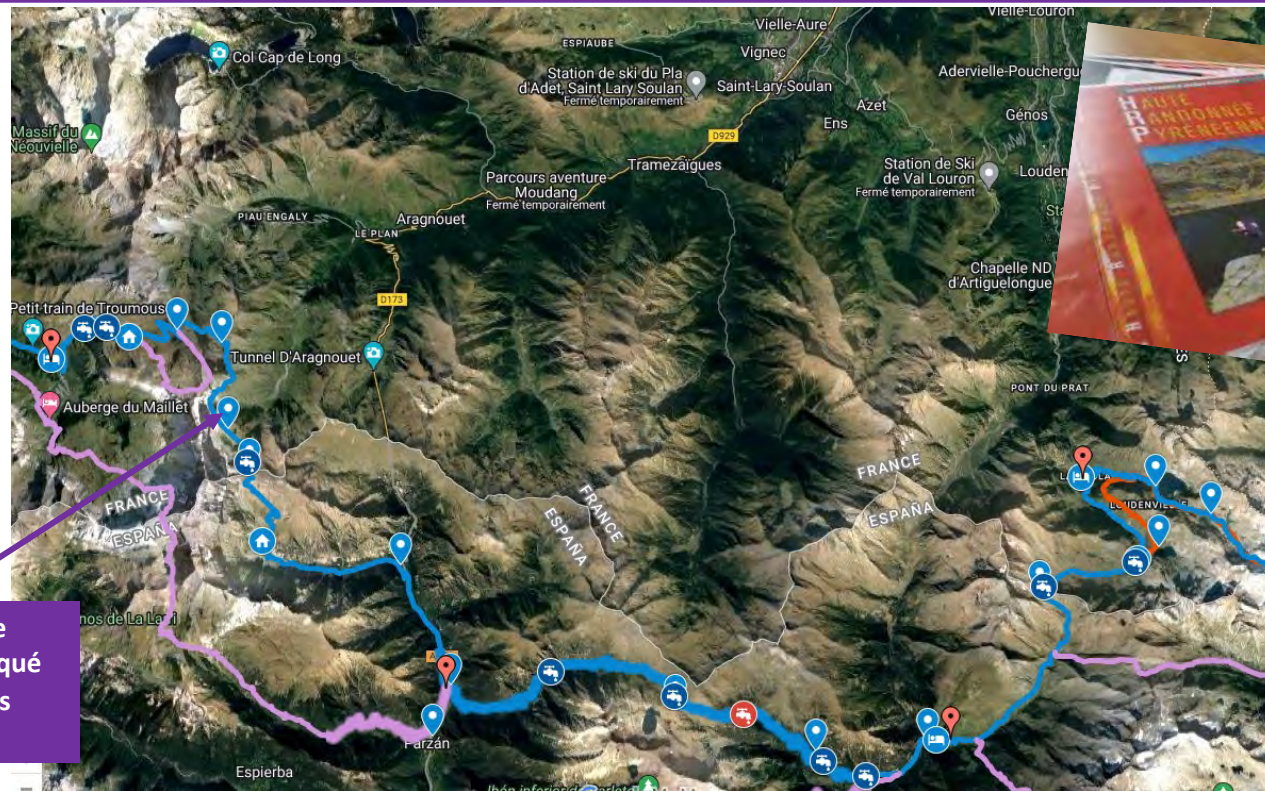 Vielle-Aure
Vielle-Louron
ESPIAUBE
Vignec
Col Cap de Long
Station de ski du Pla
d'Adet, Saint Lary Soulan
Fermé temporairement
Saint-Lary-Soulan
Adervielle-Pouchergu
Azet
Génos
Ens
Massif du
Néouvielle
D929
Tramezaïgues
Station de Ski
de Val Louron
Fermé temporairement
Louden
Parcours aventure
Moudang
Fermé temporairement
Sta
PIAU ENGALY
Aragnouet
LE PLAN
Chapelle ND
d'Artiguelongue
D173
HAUTE
RANDONNÉE
PYRÉNÉENNE
Petit train de Troumouse
Tunnel D'Aragnouet
ES
PONT DU PRAT
Auberge du Maillet
FRANCE
ESPAÑA
FRANCE
ESPAÑA
FRANCE
ESPAÑA
LOUDENVIELLE
e
qué
s
Parzán
Espierba